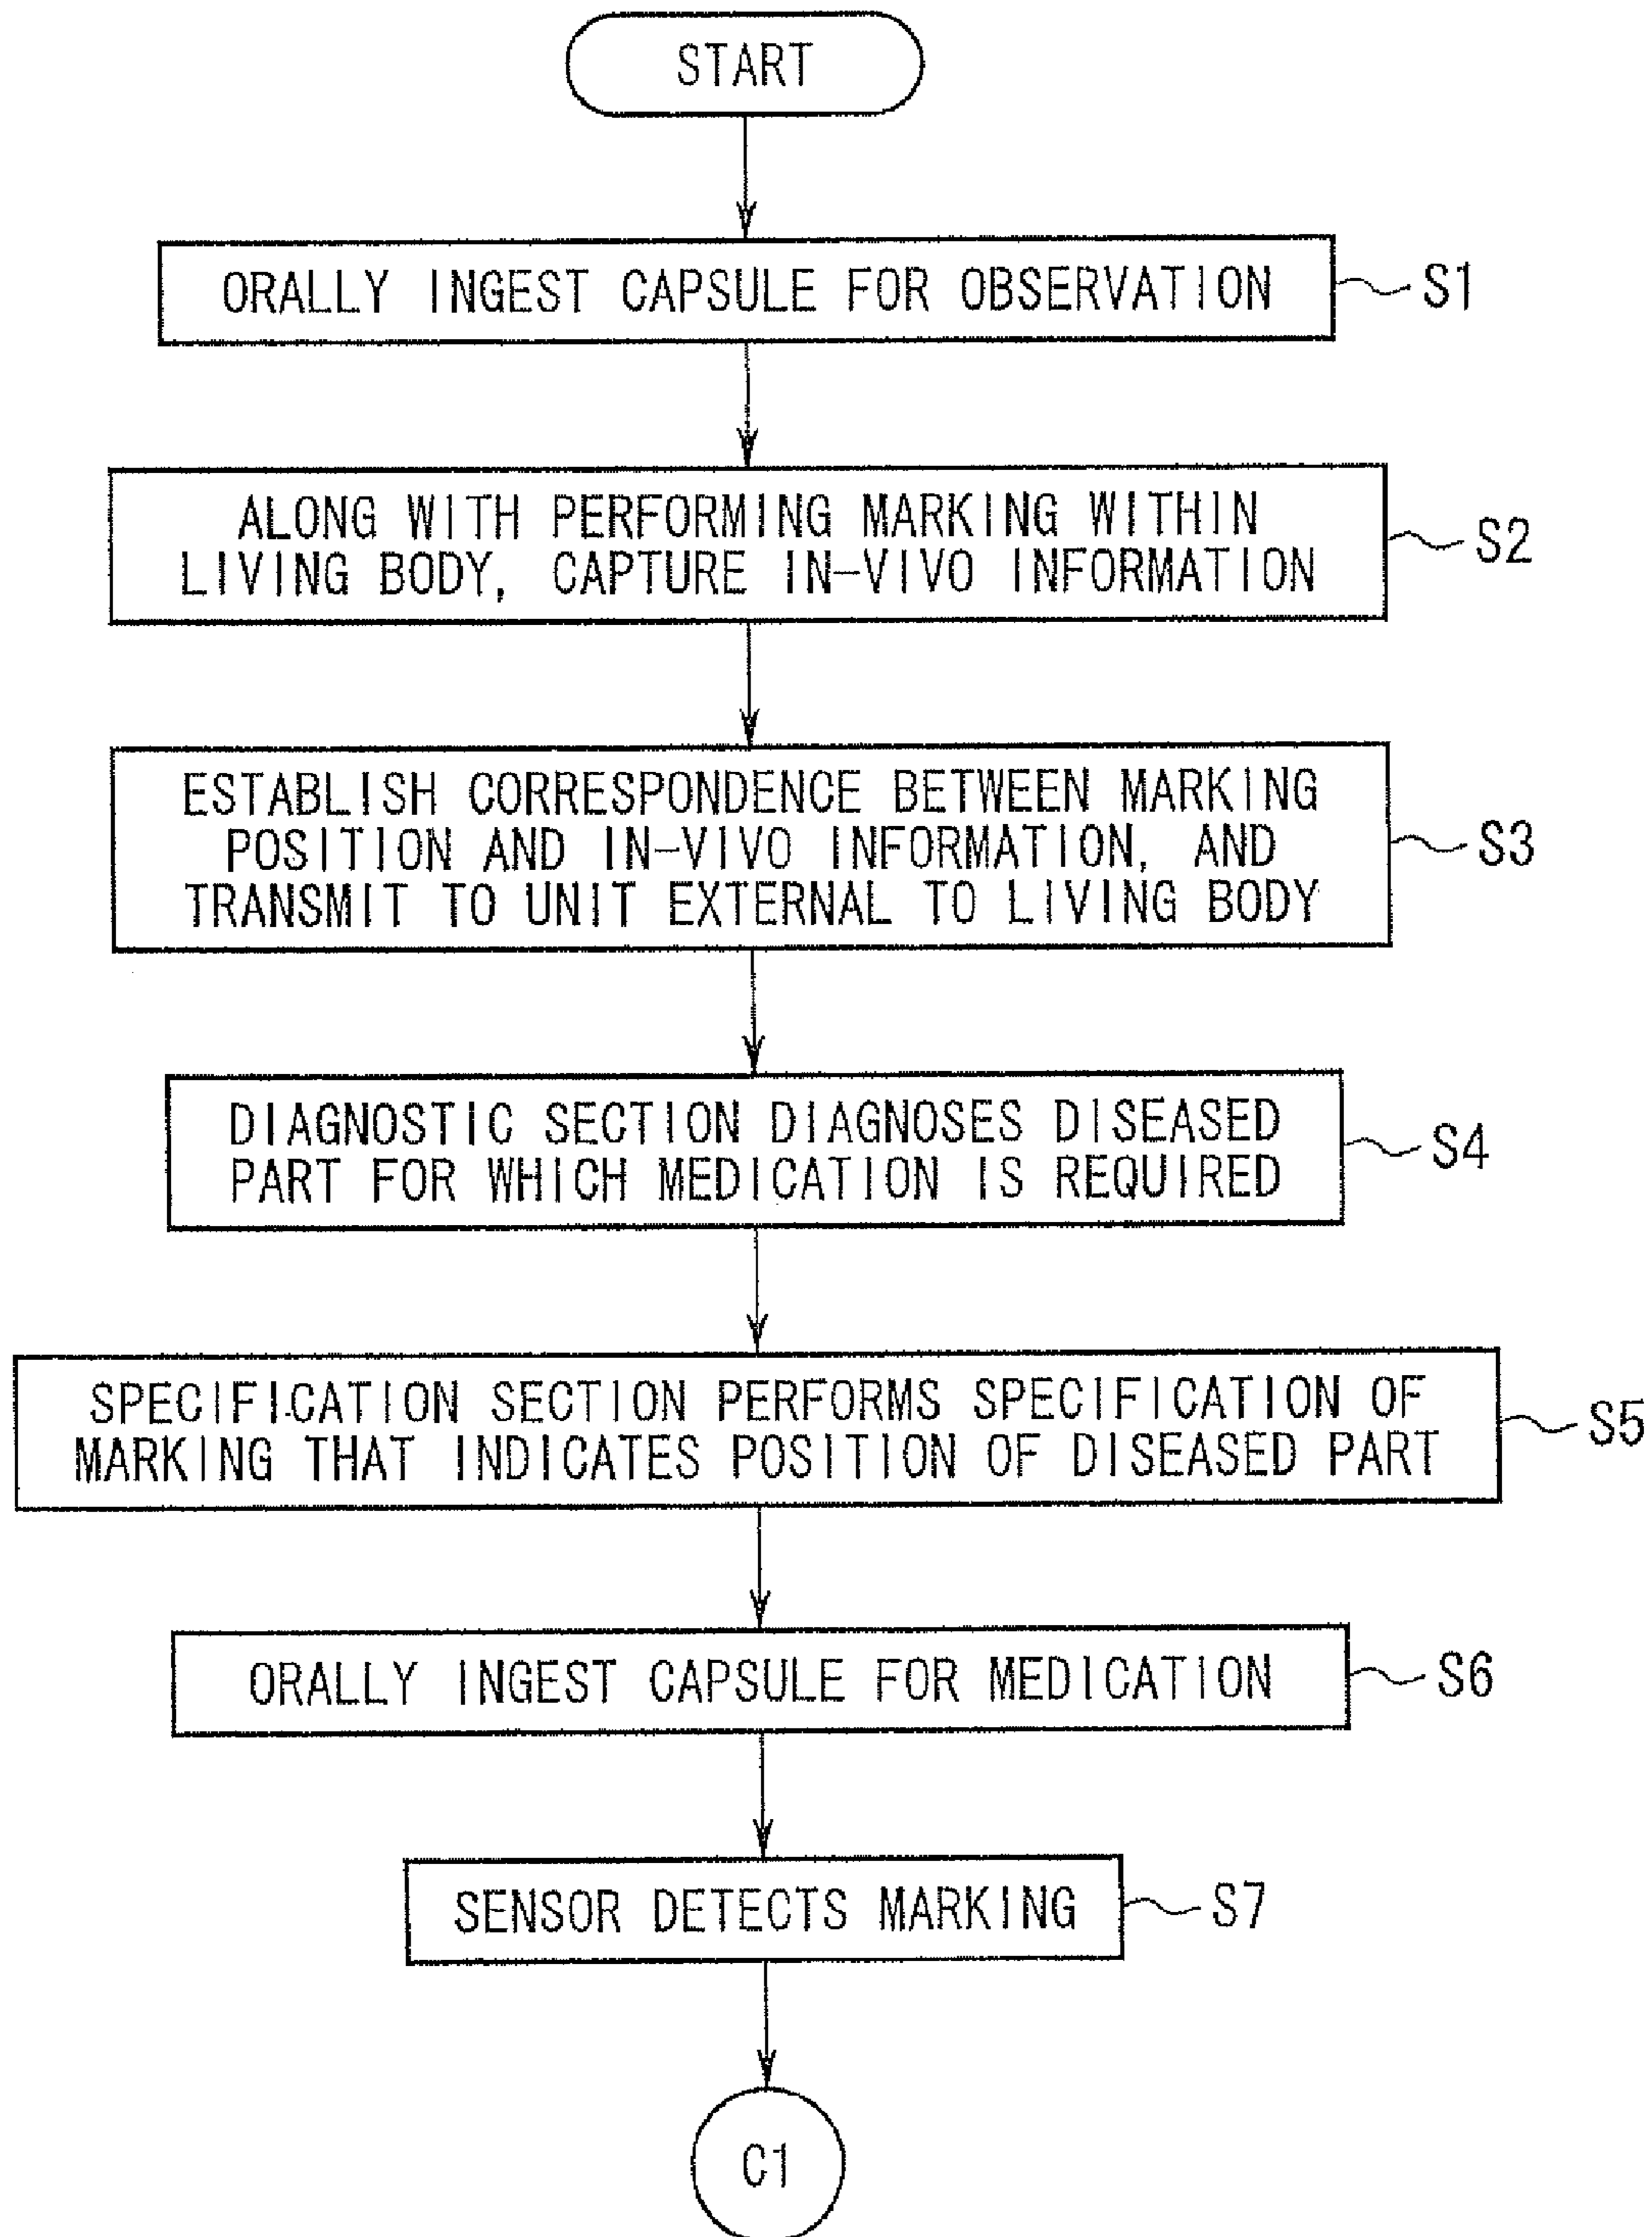 START
ORALLY INGEST CAPSULE FOR OBSERVATION
S1
ALONG WITH PERFORMING MARKING WITHIN
LIVING BODY, CAPTURE IN-VIVO INFORMATION
S2
ESTABLISH CORRESPONDENCE BETWEEN MARKING
POSITION AND IN-VIVO INFORMATION, AND
TRANSMIT TO UNIT EXTERNAL TO LIVING BODY
S3
DIAGNOSTIC SECTION DIAGNOSES DISEASED
PART FOR WHICH MEDICATION IS REQUIRED
S4
SPECIFICATION SECTION PERFORMS SPECIFICATION OF
MARKING THAT INDICATES POSITION OF DISEASED PART
S5
ORALLY INGEST CAPSULE FOR MEDICATION
S6
SENSOR DETECTS MARKING
S7
C1